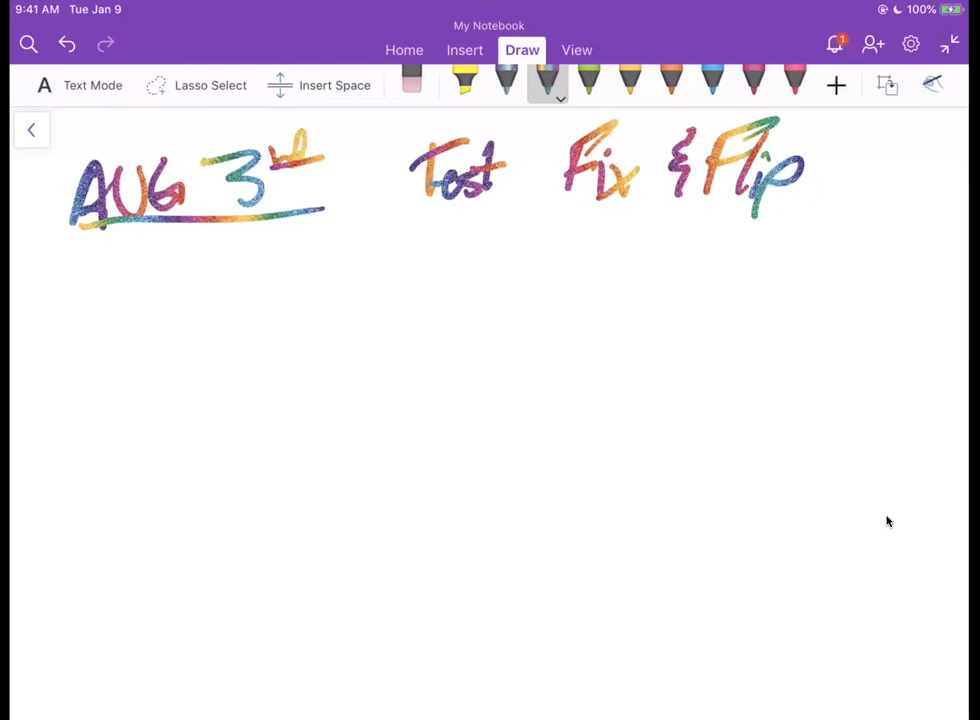 9:41 AM Tue Jan 9 100%
My Notebook
Home Insert Draw View 1
A Text Mode Lasso Select Insert Space
AUG 3rd Test Fix & Flip